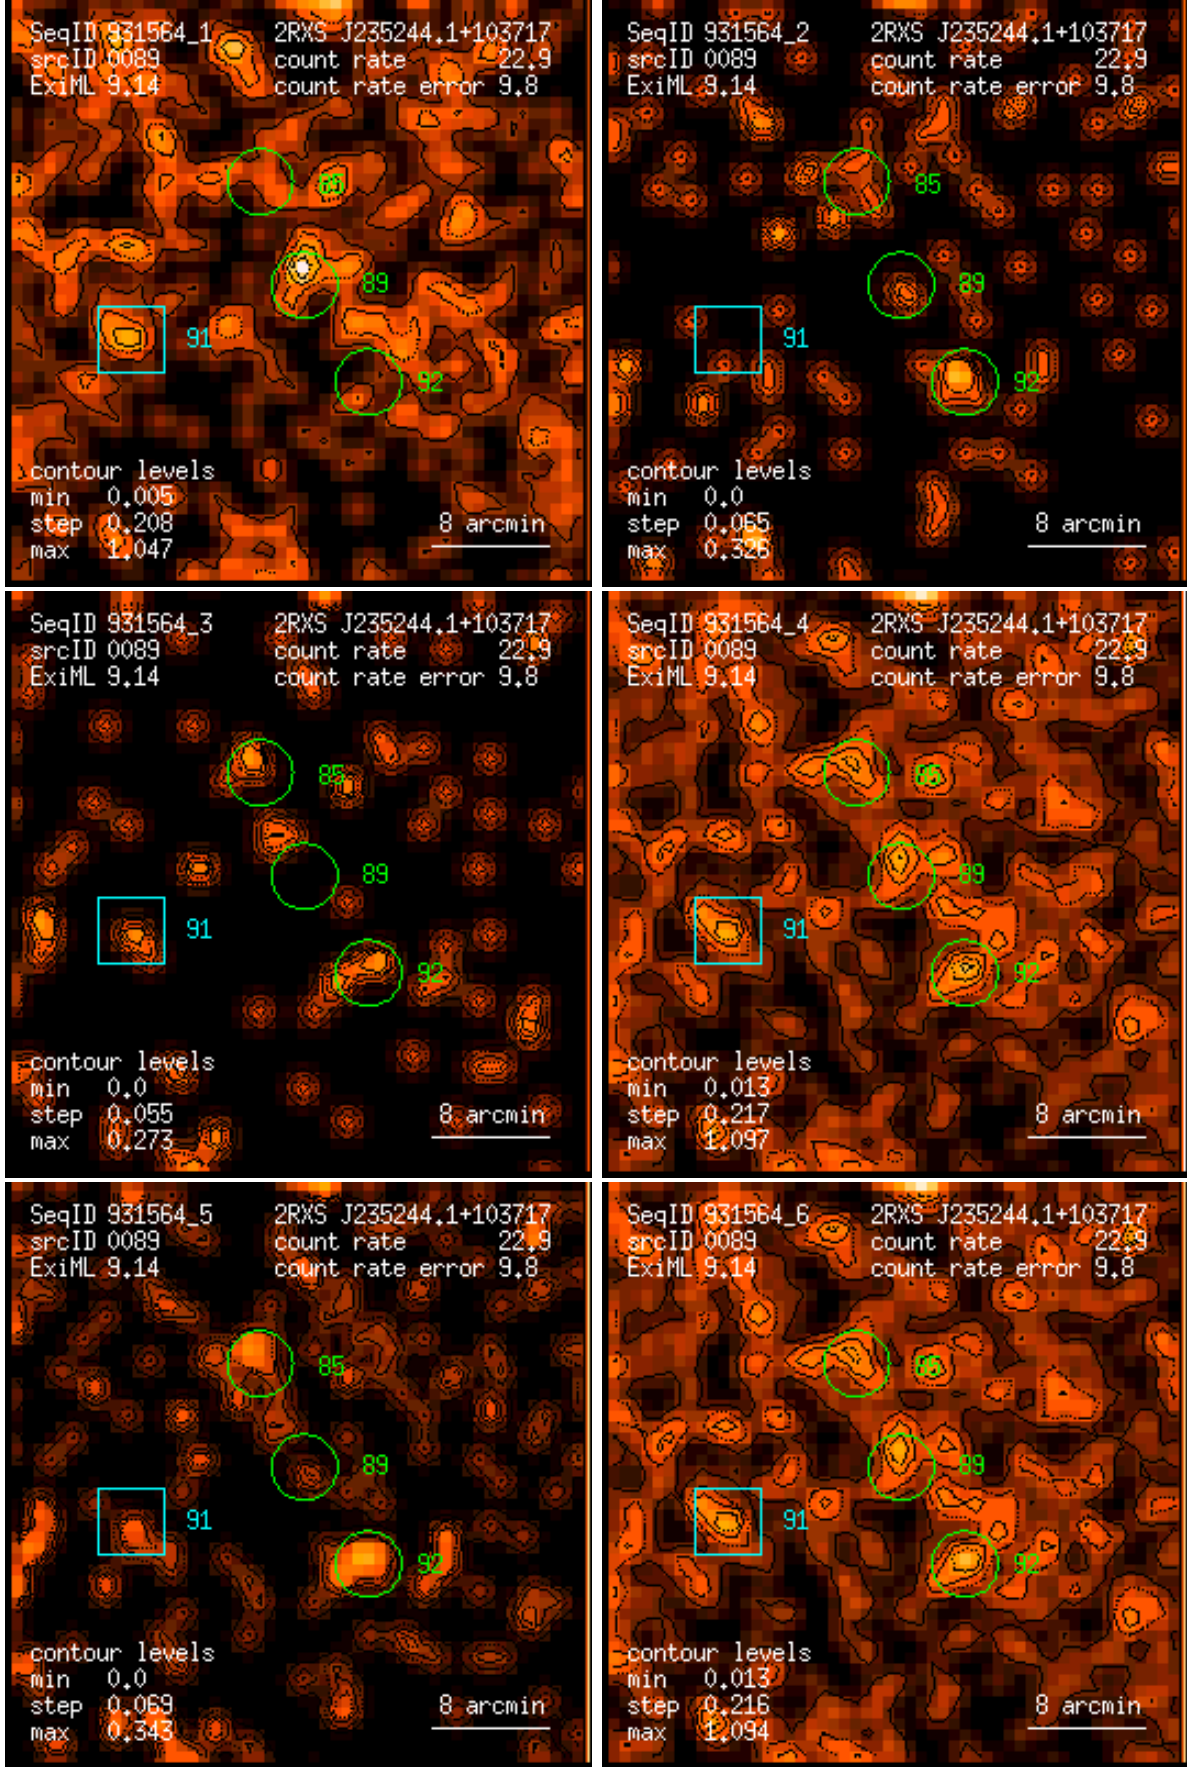 SeqID 931564_1 2RXS J235244.1+103717
srcID 0089 count rate 22.9
ExiML 9.14 count rate error 9.8
85
89
91
92
contour levels
min 0.005
step 0.208 8 arcmin
max 1.047
SeqID 931564_2 2RXS J235244.1+103717
srcID 0089 count rate 22.9
ExiML 9.14 count rate error 9.8
85
89
91
92
contour levels
min 0.0
step 0.065 8 arcmin
max 0.326
SeqID 931564_3 2RXS J235244.1+103717
srcID 0089 count rate 22.9
ExiML 9.14 count rate error 9.8
85
89
91
92
contour levels
min 0.0
step 0.055 8 arcmin
max 0.273
SeqID 931564_4 2RXS J235244.1+103717
srcID 0089 count rate 22.9
ExiML 9.14 count rate error 9.8
85
89
91
92
contour levels
min 0.013
step 0.217 8 arcmin
max 1.097
SeqID 931564_5 2RXS J235244.1+103717
srcID 0089 count rate 22.9
ExiML 9.14 count rate error 9.8
85
89
91
92
contour levels
min 0.0
step 0.069 8 arcmin
max 0.343
SeqID 931564_6 2RXS J235244.1+103717
srcID 0089 count rate 22.9
ExiML 9.14 count rate error 9.8
85
89
91
92
contour levels
min 0.013
step 0.216 8 arcmin
max 1.094